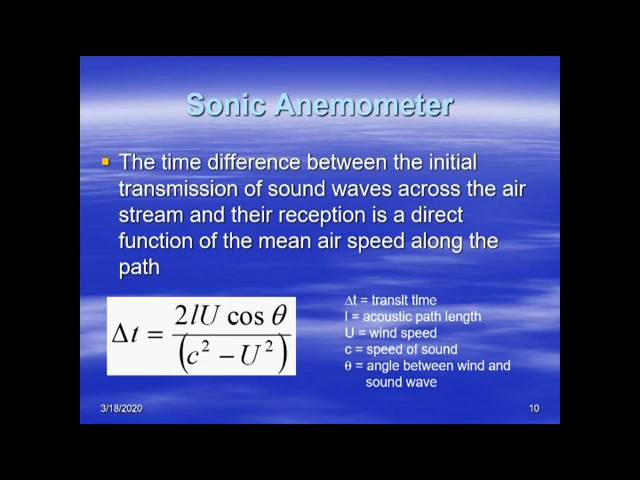 Sonic Anemometer
The time difference between the initial
transmission of sound waves across the air
stream and their reception is a direct
function of the mean air speed along the
path
Δt = 2lU cos θ / (c² − U²)
Δt = transit time
l = acoustic path length
U = wind speed
c = speed of sound
θ = angle between wind and
sound wave
3/18/2020
10